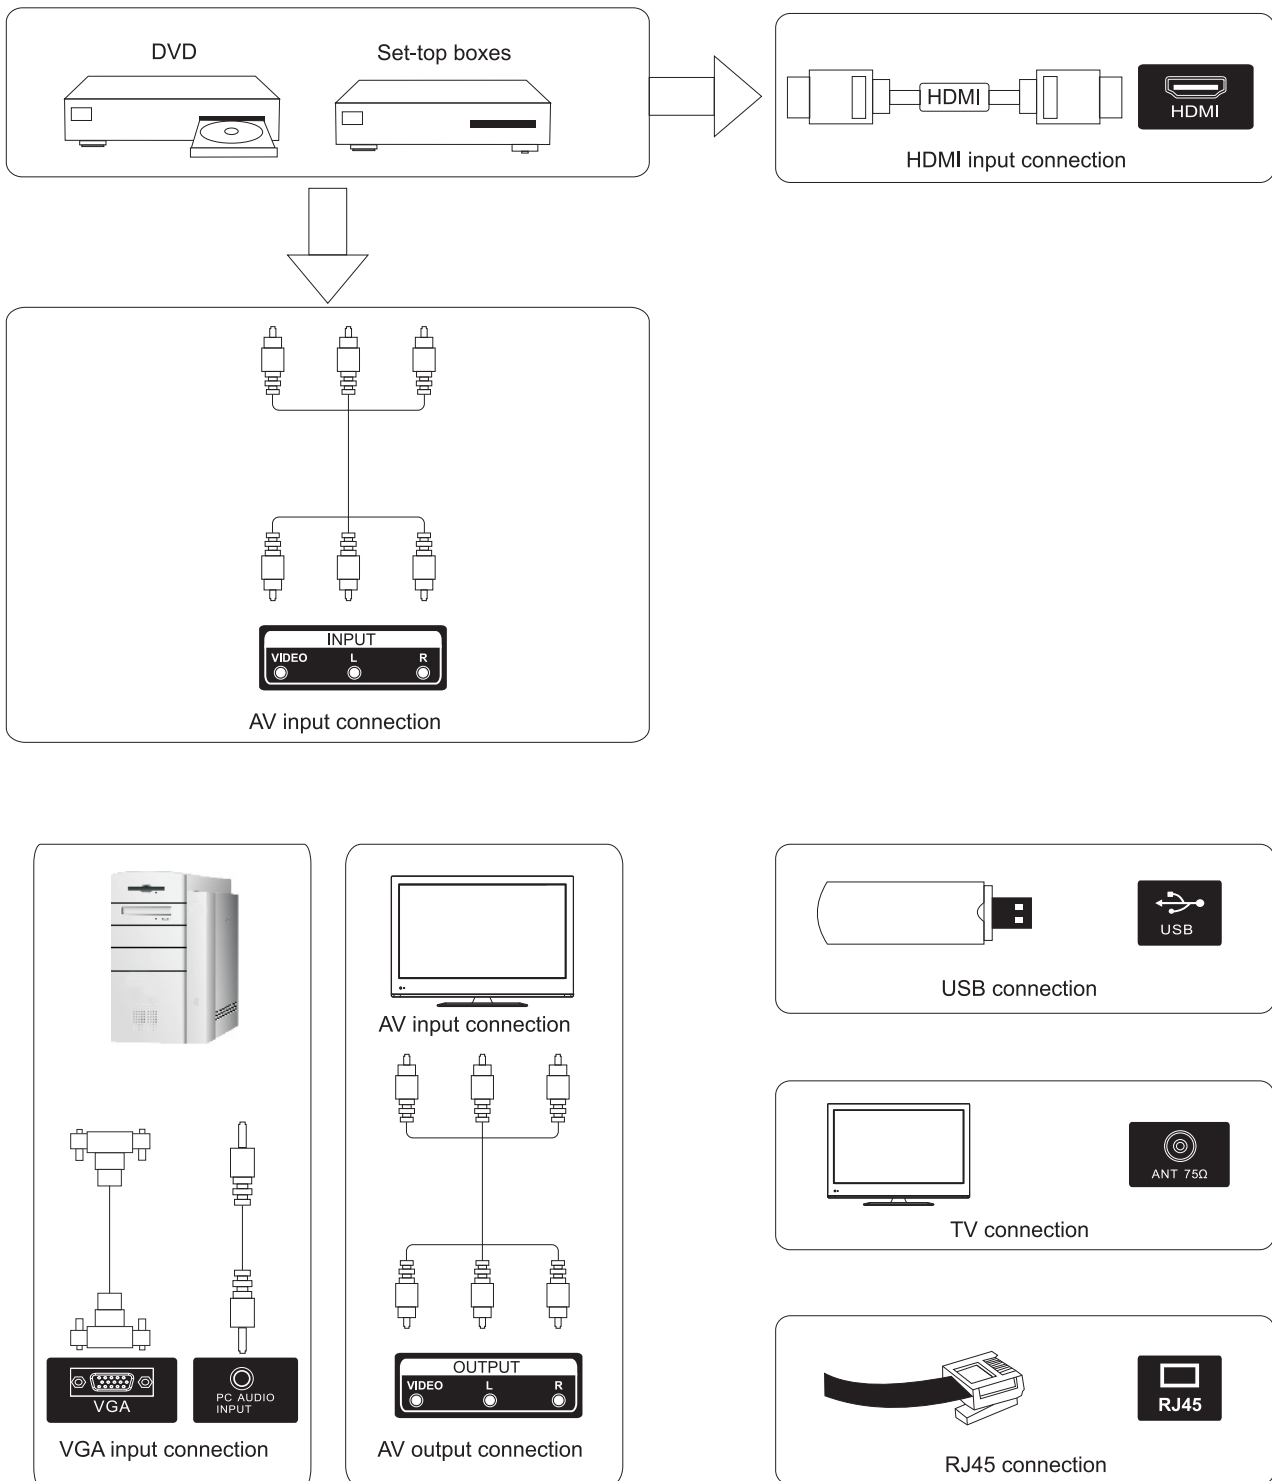 DVD
Set-top boxes
HDMI
HDMI
HDMI input connection
INPUT
VIDEO L R
AV input connection
VGA
PC AUDIO
INPUT
VGA input connection
AV input connection
OUTPUT
VIDEO L R
AV output connection
USB
USB connection
ANT 75Ω
TV connection
RJ45
RJ45 connection